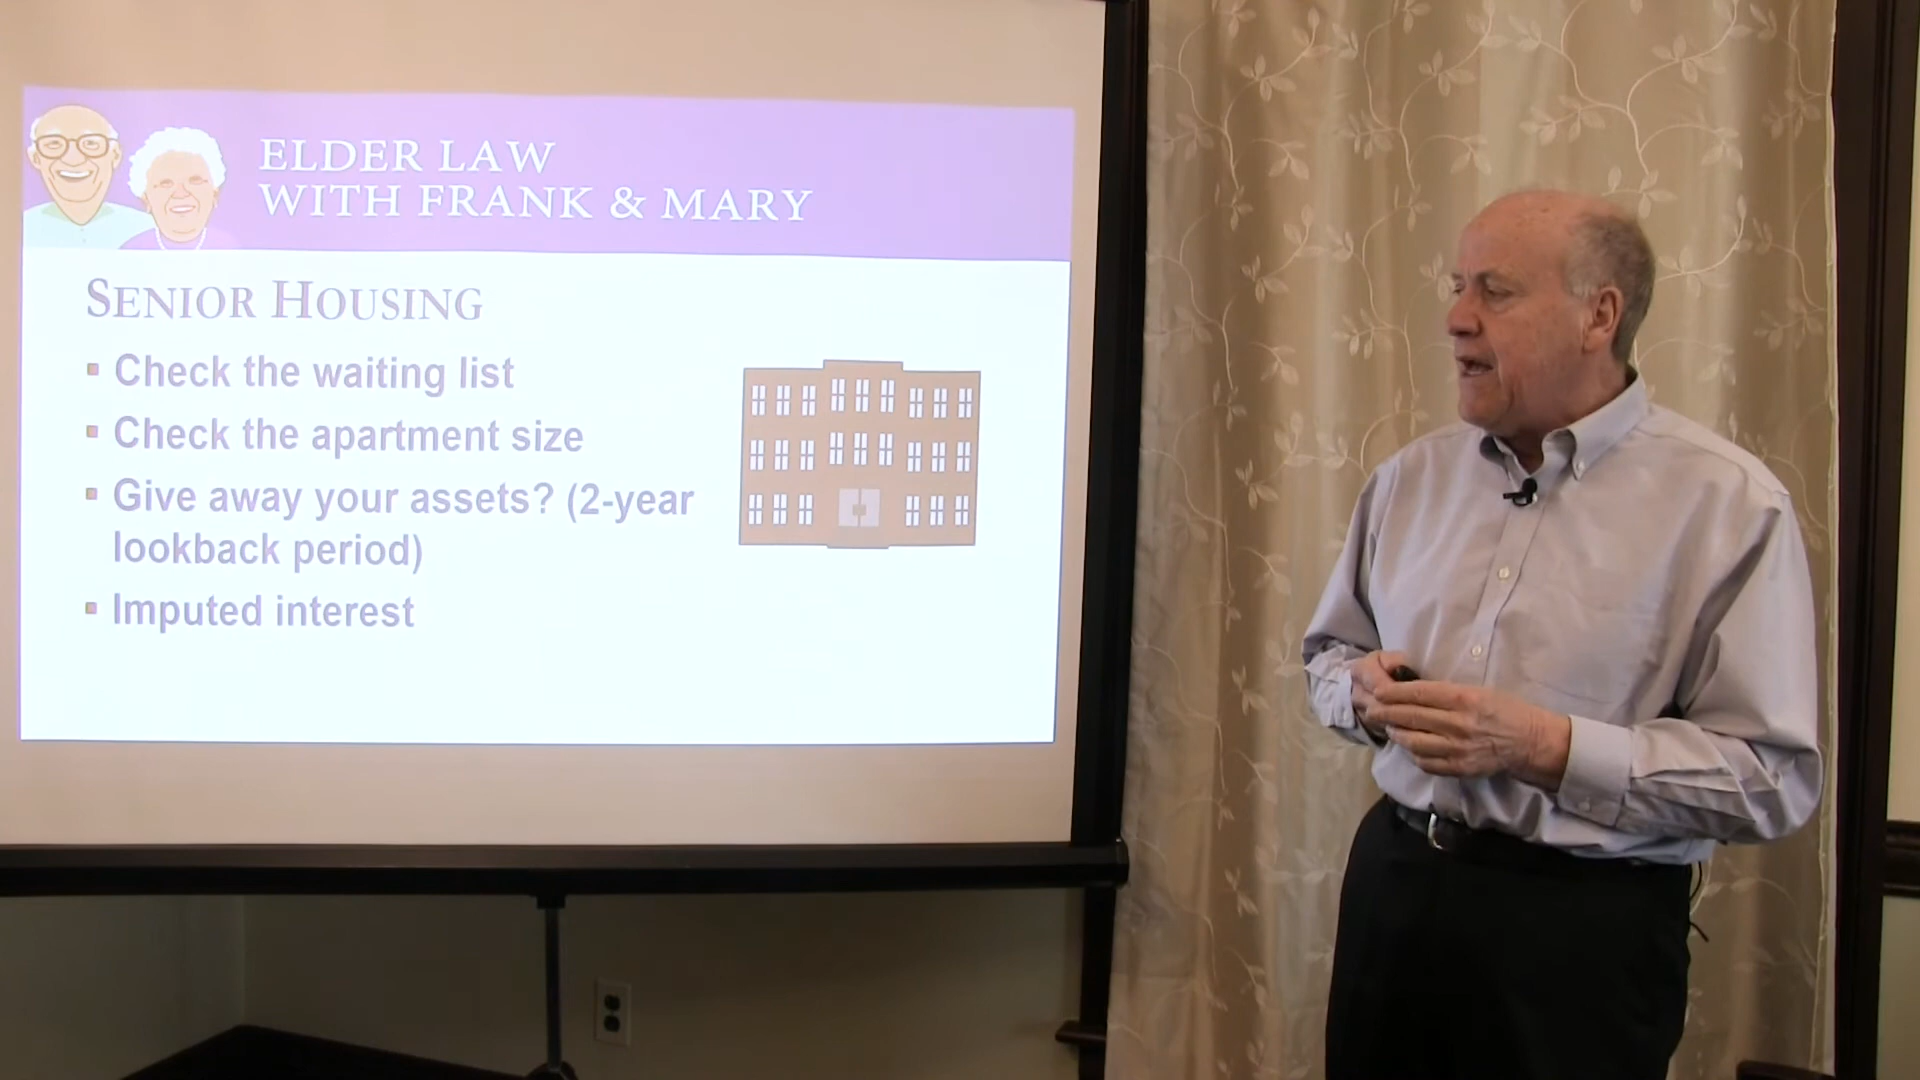 ELDER LAW
WITH FRANK & MARY
SENIOR HOUSING
▪ Check the waiting list
▪ Check the apartment size
▪ Give away your assets? (2-year
lookback period)
▪ Imputed interest